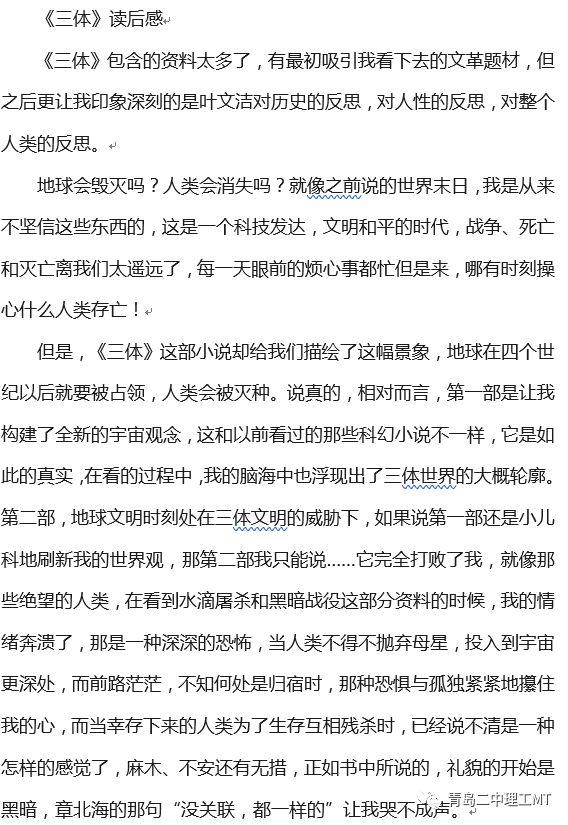 《三体》读后感
《三体》包含的资料太多了，有最初吸引我看下去的文革题材，但
之后更让我印象深刻的是叶文洁对历史的反思，对人性的反思，对整个
人类的反思。
地球会毁灭吗？人类会消失吗？就像之前说的世界末日，我是从来
不坚信这些东西的，这是一个科技发达，文明和平的时代，战争、死亡
和灭亡离我们太遥远了，每一天眼前的烦心事都忙但是来，哪有时刻操
心什么人类存亡！
但是，《三体》这部小说却给我们描绘了这幅景象，地球在四个世
纪以后就要被占领，人类会被灭种。说真的，相对而言，第一部是让我
构建了全新的宇宙观念，这和以前看过的那些科幻小说不一样，它是如
此的真实，在看的过程中，我的脑海中也浮现出了三体世界的大概轮廓。
第二部，地球文明时刻处在三体文明的威胁下，如果说第一部还是小儿
科地刷新我的世界观，那第二部我只能说……它完全打败了我，就像那
些绝望的人类，在看到水滴屠杀和黑暗战役这部分资料的时候，我的情
绪奔溃了，那是一种深深的恐怖，当人类不得不抛弃母星，投入到宇宙
更深处，而前路茫茫，不知何处是归宿时，那种恐惧与孤独紧紧地攥住
我的心，而当幸存下来的人类为了生存互相残杀时，已经说不清是一种
怎样的感觉了，麻木、不安还有无措，正如书中所说的，礼貌的开始是
黑暗，章北海的那句“没关联，都一样的”让我哭不成声。
青岛二中理工MT